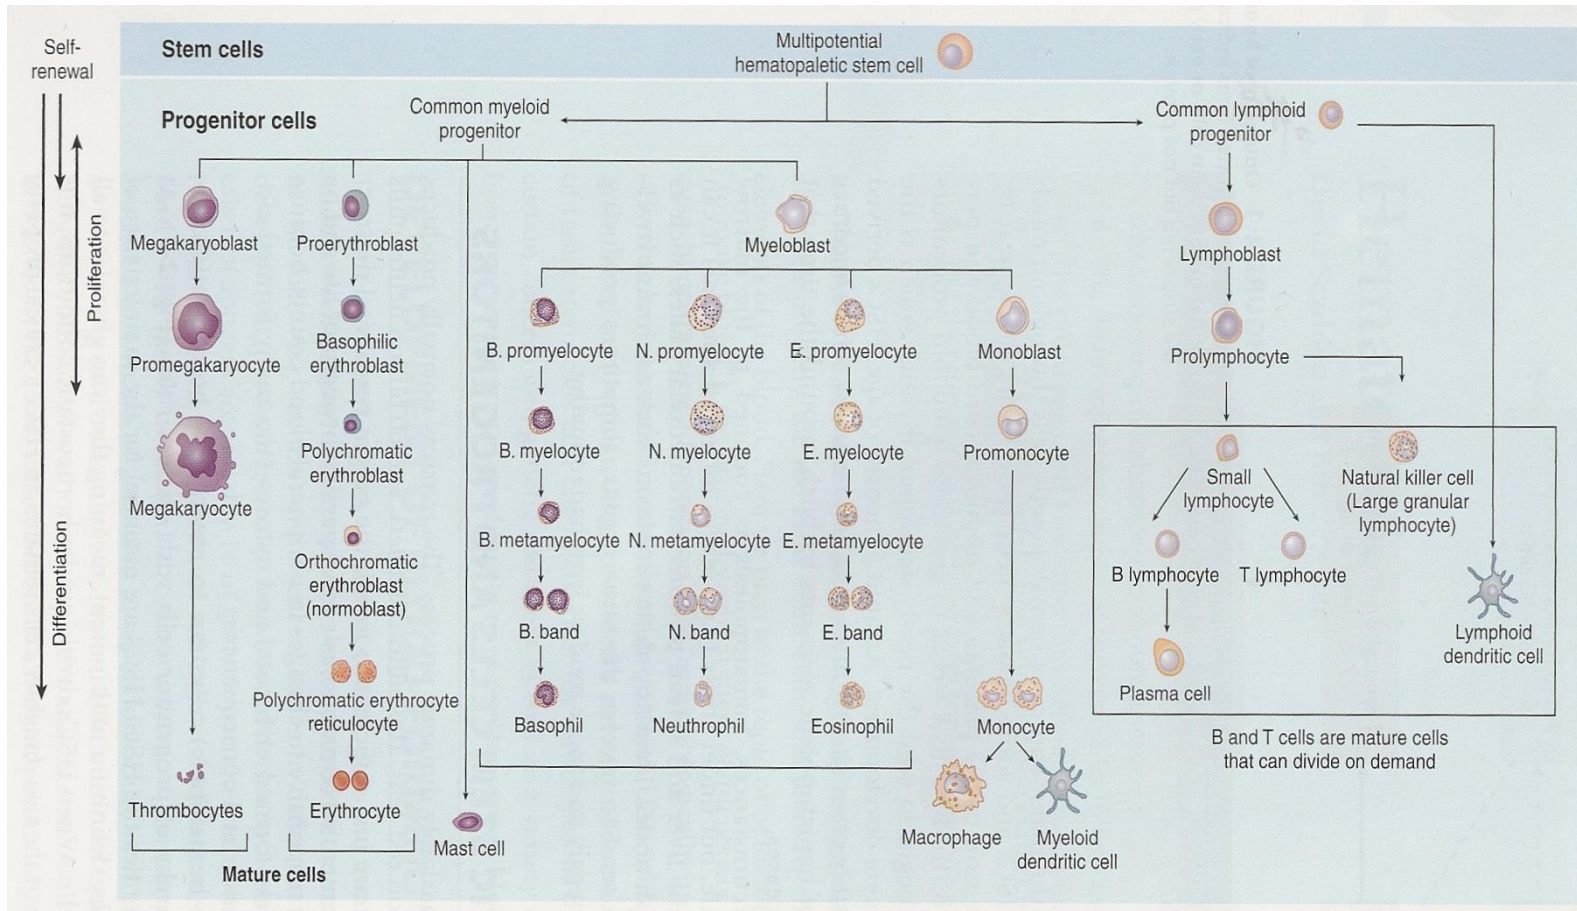 Self-
renewal
Stem cells
Multipotential
hematopaletic stem cell
Progenitor cells
Common myeloid
progenitor
Common lymphoid
progenitor
Proliferation
Differentiation
Megakaryoblast
Proerythroblast
Myeloblast
Lymphoblast
Promegakaryocyte
Basophilic
erythroblast
B. promyelocyte
N. promyelocyte
E. promyelocyte
Monoblast
Prolymphocyte
Megakaryocyte
Polychromatic
erythroblast
B. myelocyte
N. myelocyte
E. myelocyte
Promonocyte
Small
lymphocyte
Natural killer cell
(Large granular
lymphocyte)
Orthochromatic
erythroblast
(normoblast)
B. metamyelocyte
N. metamyelocyte
E. metamyelocyte
B lymphocyte
T lymphocyte
B. band
N. band
E. band
Lymphoid
dendritic cell
Polychromatic erythrocyte
reticulocyte
Basophil
Neuthrophil
Eosinophil
Monocyte
Plasma cell
B and T cells are mature cells
that can divide on demand
Thrombocytes
Erythrocyte
Mast cell
Macrophage
Myeloid
dendritic cell
Mature cells